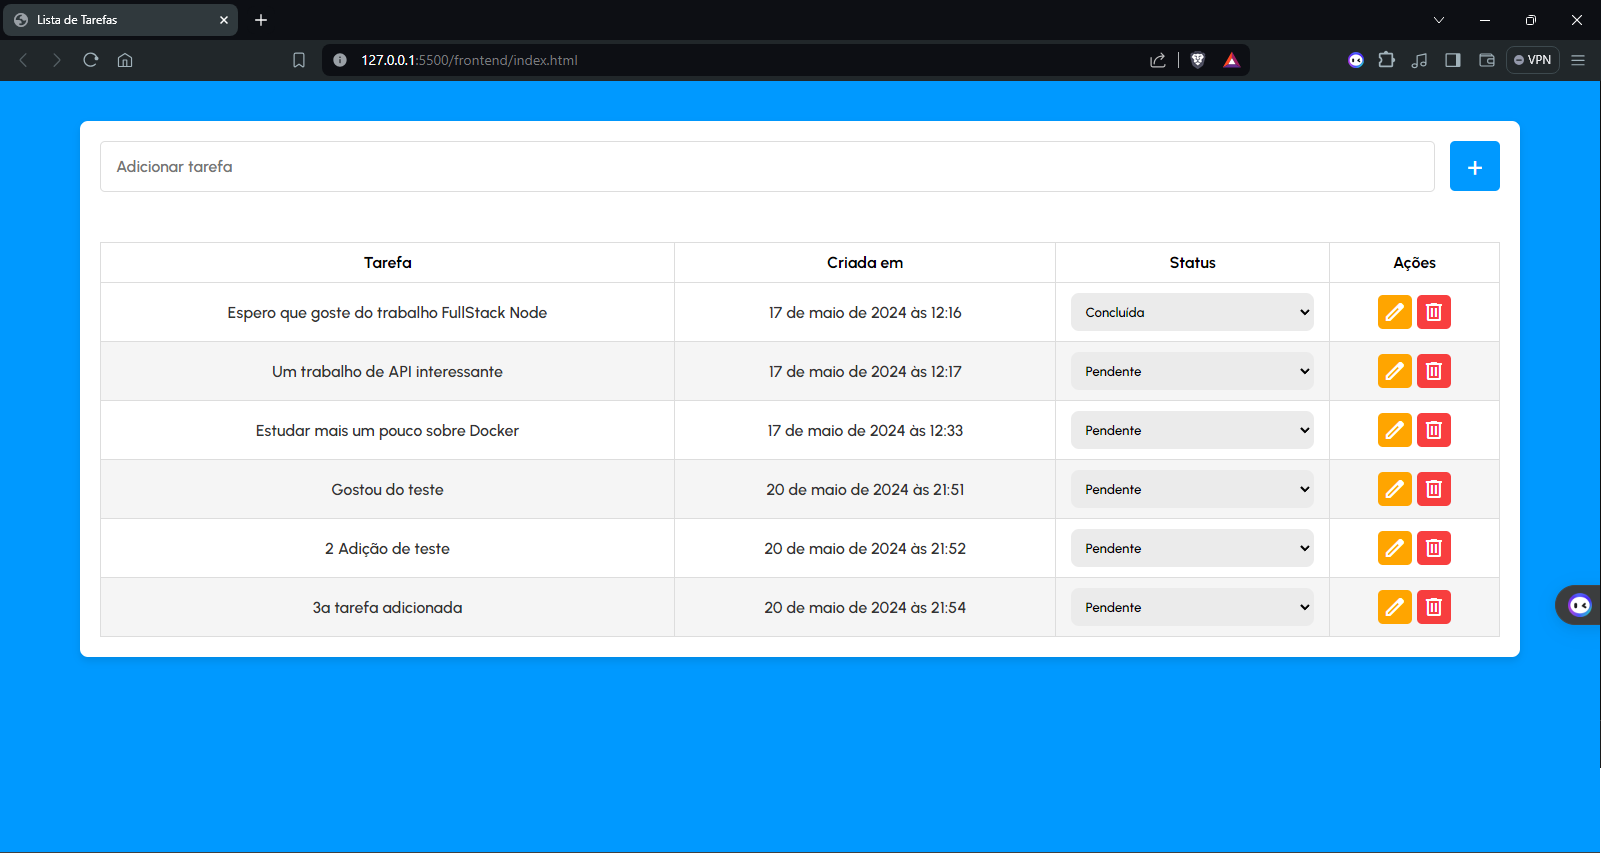 Lista de Tarefas
127.0.0.1:5500/frontend/index.html
VPN
Adicionar tarefa
+
Tarefa Criada em Status Ações
Espero que goste do trabalho FullStack Node 17 de maio de 2024 às 12:16 Concluída
Um trabalho de API interessante 17 de maio de 2024 às 12:17 Pendente
Estudar mais um pouco sobre Docker 17 de maio de 2024 às 12:33 Pendente
Gostou do teste 20 de maio de 2024 às 21:51 Pendente
2 Adição de teste 20 de maio de 2024 às 21:52 Pendente
3a tarefa adicionada 20 de maio de 2024 às 21:54 Pendente